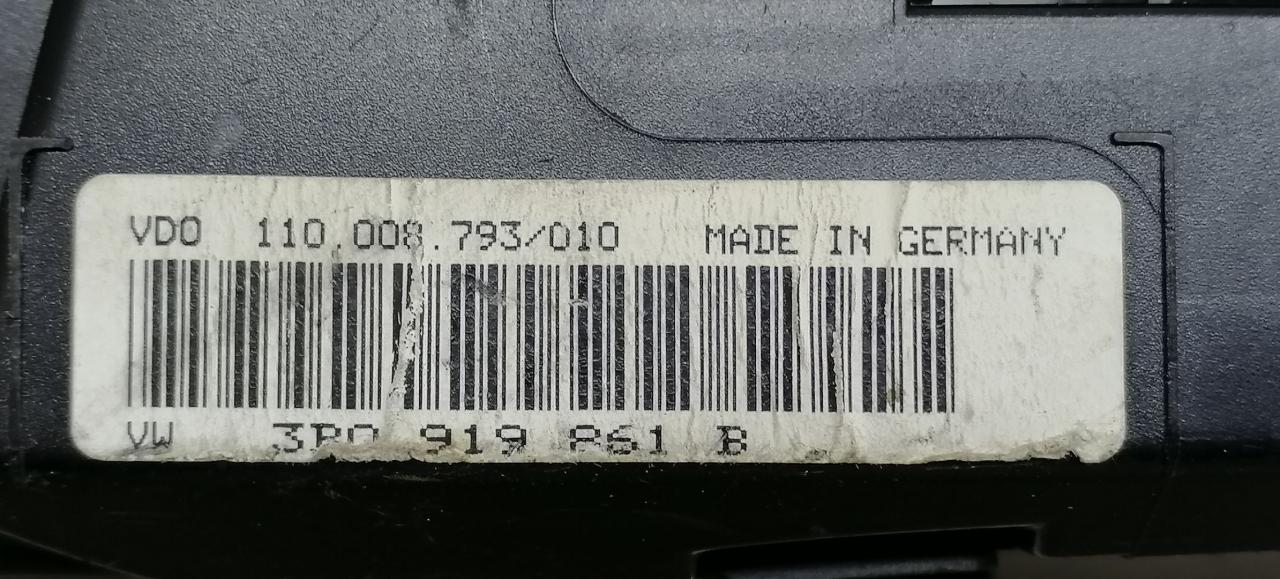 VDO 110.008.793/010 MADE IN GERMANY
VW 3B0 919 861 B